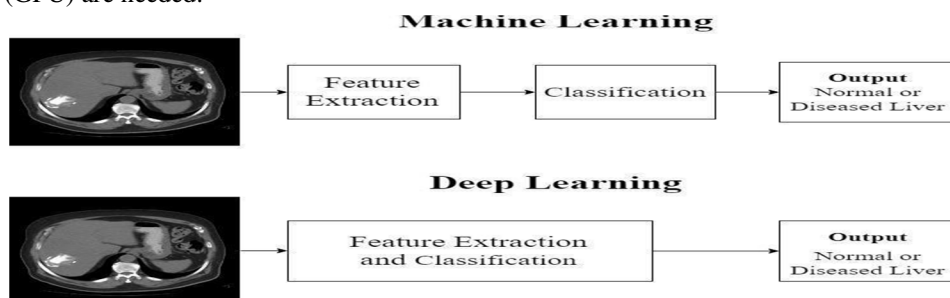 (GPU) are needed.
Machine Learning
Feature
Extraction
Classification
Output
Normal or
Diseased Liver
Deep Learning
Feature Extraction
and Classification
Output
Normal or
Diseased Liver